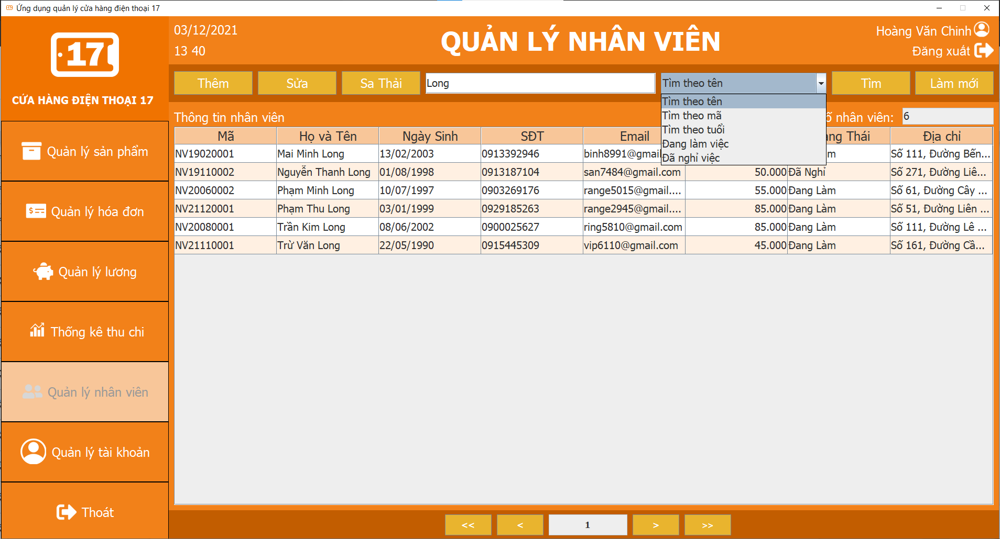 Ứng dụng quản lý cửa hàng điện thoại 17
17
CỬA HÀNG ĐIỆN THOẠI 17
03/12/2021
13 40
QUẢN LÝ NHÂN VIÊN
Hoàng Văn Chinh
Đăng xuất
Thêm Sửa Sa Thải Long Tìm theo tên Tìm Làm mới
Tìm theo tên
Tìm theo mã
Tìm theo tuổi
Đang làm việc
Đã nghỉ việc
Thông tin nhân viên nhân viên: 6
Mã Họ và Tên Ngày Sinh SĐT Email Thái Địa chỉ
NV19020001 Mai Minh Long 13/02/2003 0913392946 binh8991@gmail Số 111, Đường Bến...
NV19110002 Nguyễn Thanh Long 01/08/1998 0913187104 san7484@gmail.com 50.000 Đã Nghỉ Số 271, Đường Liê...
NV20060002 Phạm Minh Long 10/07/1997 0903269176 range5015@gmail.... 55.000 Đang Làm Số 61, Đường Cây ...
NV21120001 Phạm Thu Long 03/01/1999 0929185263 range2945@gmail.... 85.000 Đang Làm Số 51, Đường Liên ...
NV20080001 Trần Kim Long 08/06/2002 0900025627 ring5810@gmail.com 85.000 Đang Làm Số 111, Đường Lê ...
NV21110001 Trừ Văn Long 22/05/1990 0915445309 vip6110@gmail.com 45.000 Đang Làm Số 161, Đường Cầ...
Quản lý sản phẩm
Quản lý hóa đơn
Quản lý lương
Thống kê thu chi
Quản lý nhân viên
Quản lý tài khoản
Thoát
<< < 1 > >>